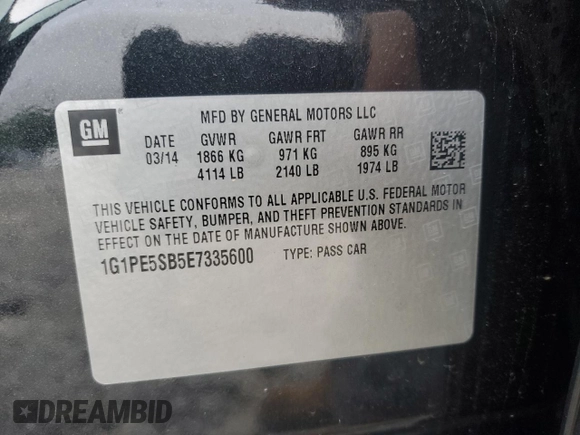 GM
MFD BY GENERAL MOTORS LLC
DATE GVWR GAWR FRT GAWR RR
03/14 1866 KG 971 KG 895 KG
4114 LB 2140 LB 1974 LB
THIS VEHICLE CONFORMS TO ALL APPLICABLE U.S. FEDERAL MOTOR
VEHICLE SAFETY, BUMPER, AND THEFT PREVENTION STANDARDS IN
EFFECT ON THE DATE OF MANUFACTURE SHOWN ABOVE.
1G1PE5SB5E7335600 TYPE: PASS CAR
DREAMBID